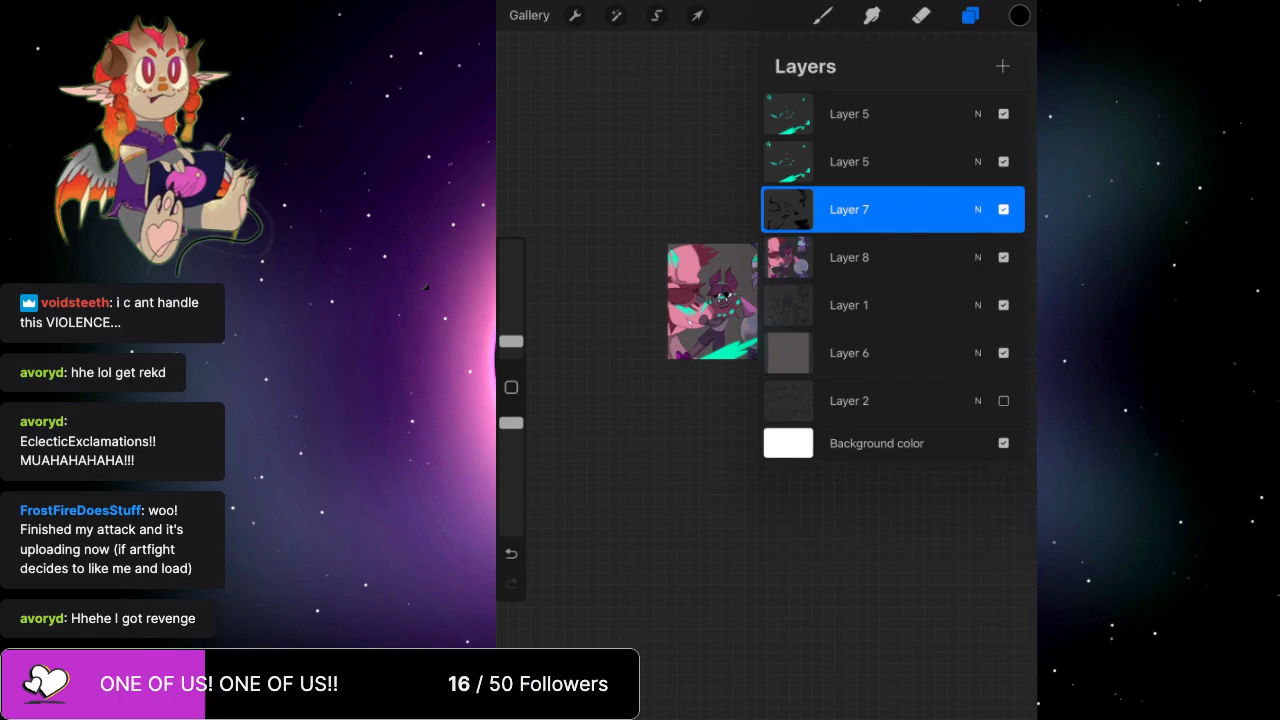 Gallery
Layers
Layer 5 N
Layer 5 N
Layer 7 N
Layer 8 N
Layer 1 N
Layer 6 N
Layer 2 N
Background color
voidsteeth: i c ant handle
this VIOLENCE...
avoryd: hhe lol get rekd
avoryd:
EclecticExclamations!!
MUAHAHAHAHA!!!
FrostFireDoesStuff: woo!
Finished my attack and it's
uploading now (if artfight
decides to like me and load)
avoryd: Hhehe I got revenge
ONE OF US! ONE OF US!! 16 / 50 Followers